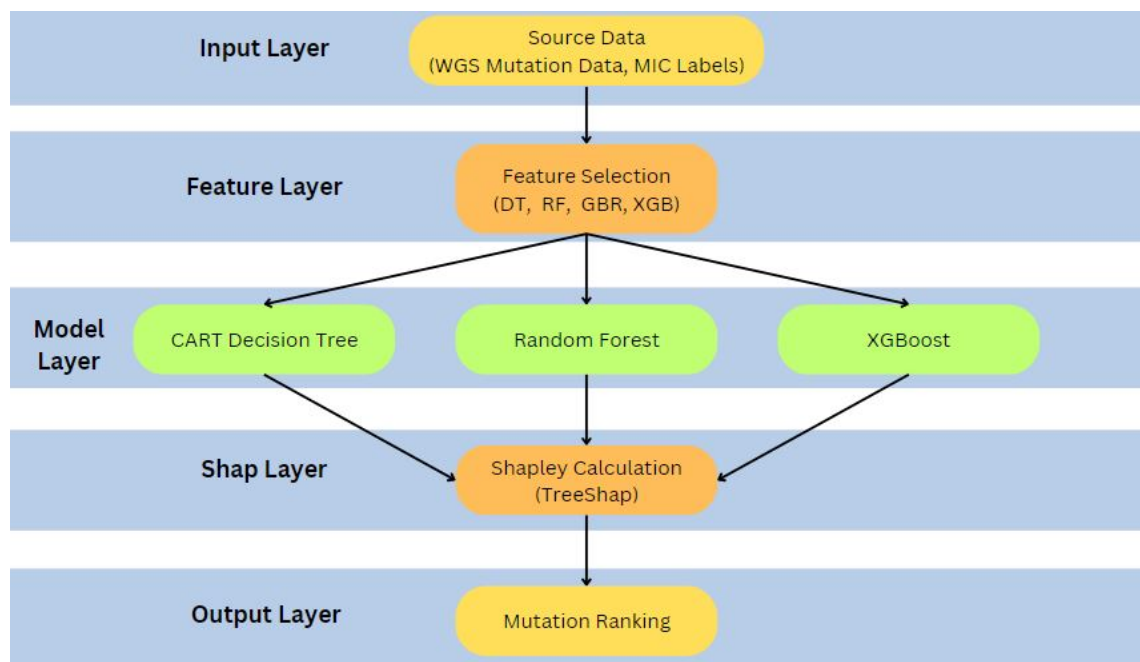 Input Layer
Source Data
(WGS Mutation Data, MIC Labels)
Feature Layer
Feature Selection
(DT, RF, GBR, XGB)
Model
Layer
CART Decision Tree
Random Forest
XGBoost
Shap Layer
Shapley Calculation
(TreeShap)
Output Layer
Mutation Ranking